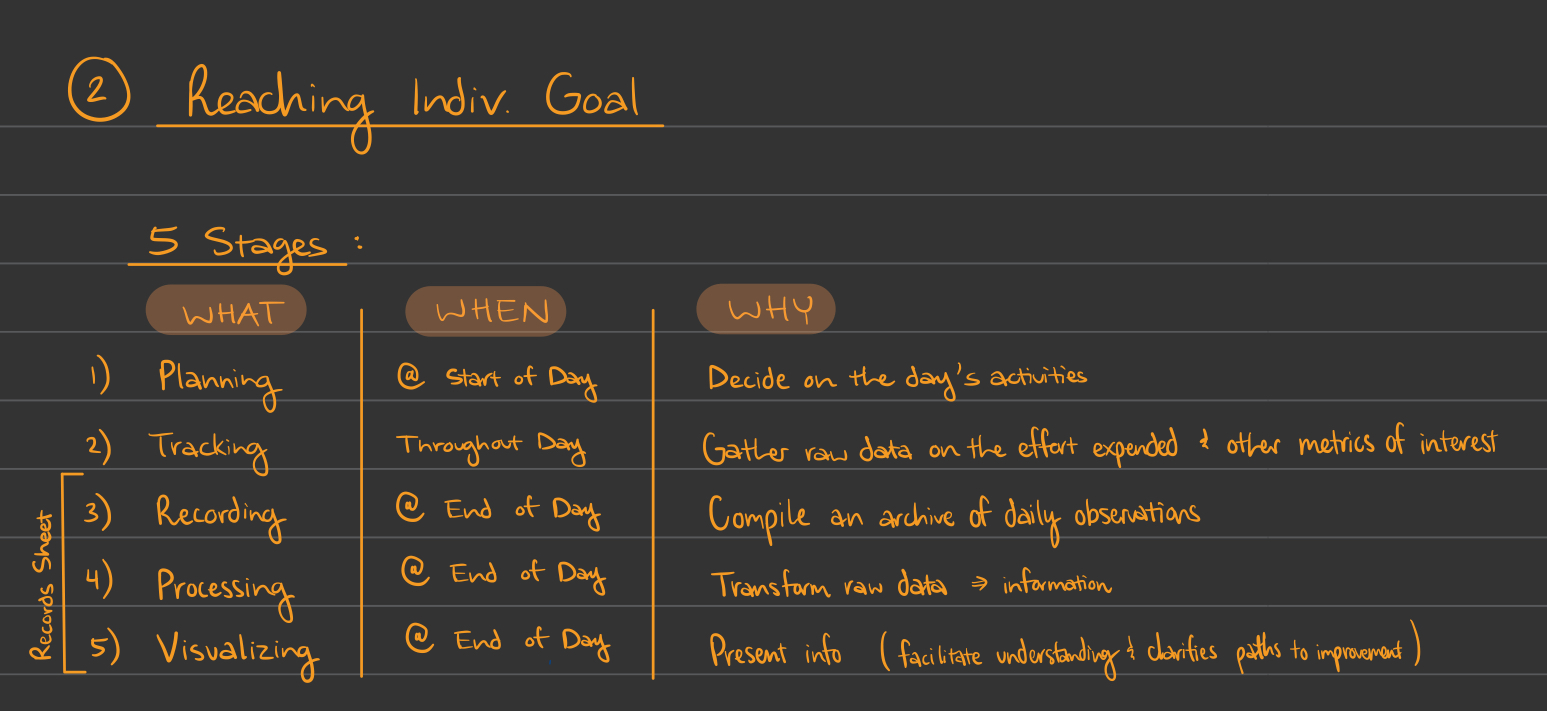 2 Reaching Indiv. Goal
5 Stages :
WHAT WHEN WHY
1) Planning @ Start of Day Decide on the day's activities
2) Tracking Throughout Day Gather raw data on the effort expended & other metrics of interest
Records Sheet
3) Recording @ End of Day Compile an archive of daily observations
4) Processing @ End of Day Transform raw data ⇒ information
5) Visualizing @ End of Day Present info (facilitate understanding & clarifies paths to improvement)